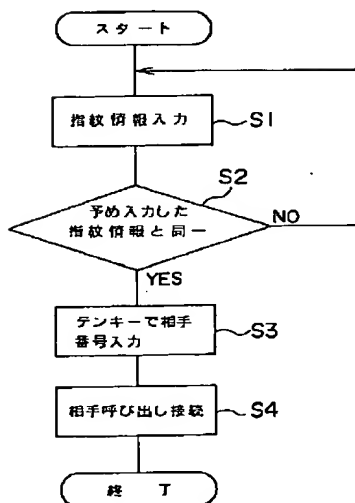 スタート
指紋情報入力
S1
S2
予め入力した
指紋情報と同一
NO
YES
テンキーで相手
番号入力
S3
相手呼び出し接続
S4
終 了